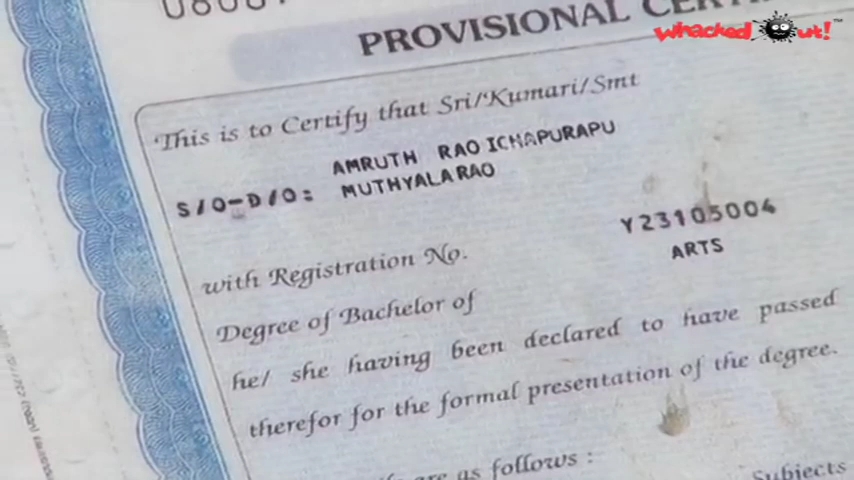 PROVISIONAL
whacked out!™
This is to Certify that Sri/Kumari/Smt
AMRUTH RAO ICHAPURAPU
S/O-D/O: MUTHYALA RAO
with Registration No. Y23105004
Degree of Bachelor of ARTS
he/ she having been declared to have passed
therefor for the formal presentation of the degree.
are as follows :
Subjects